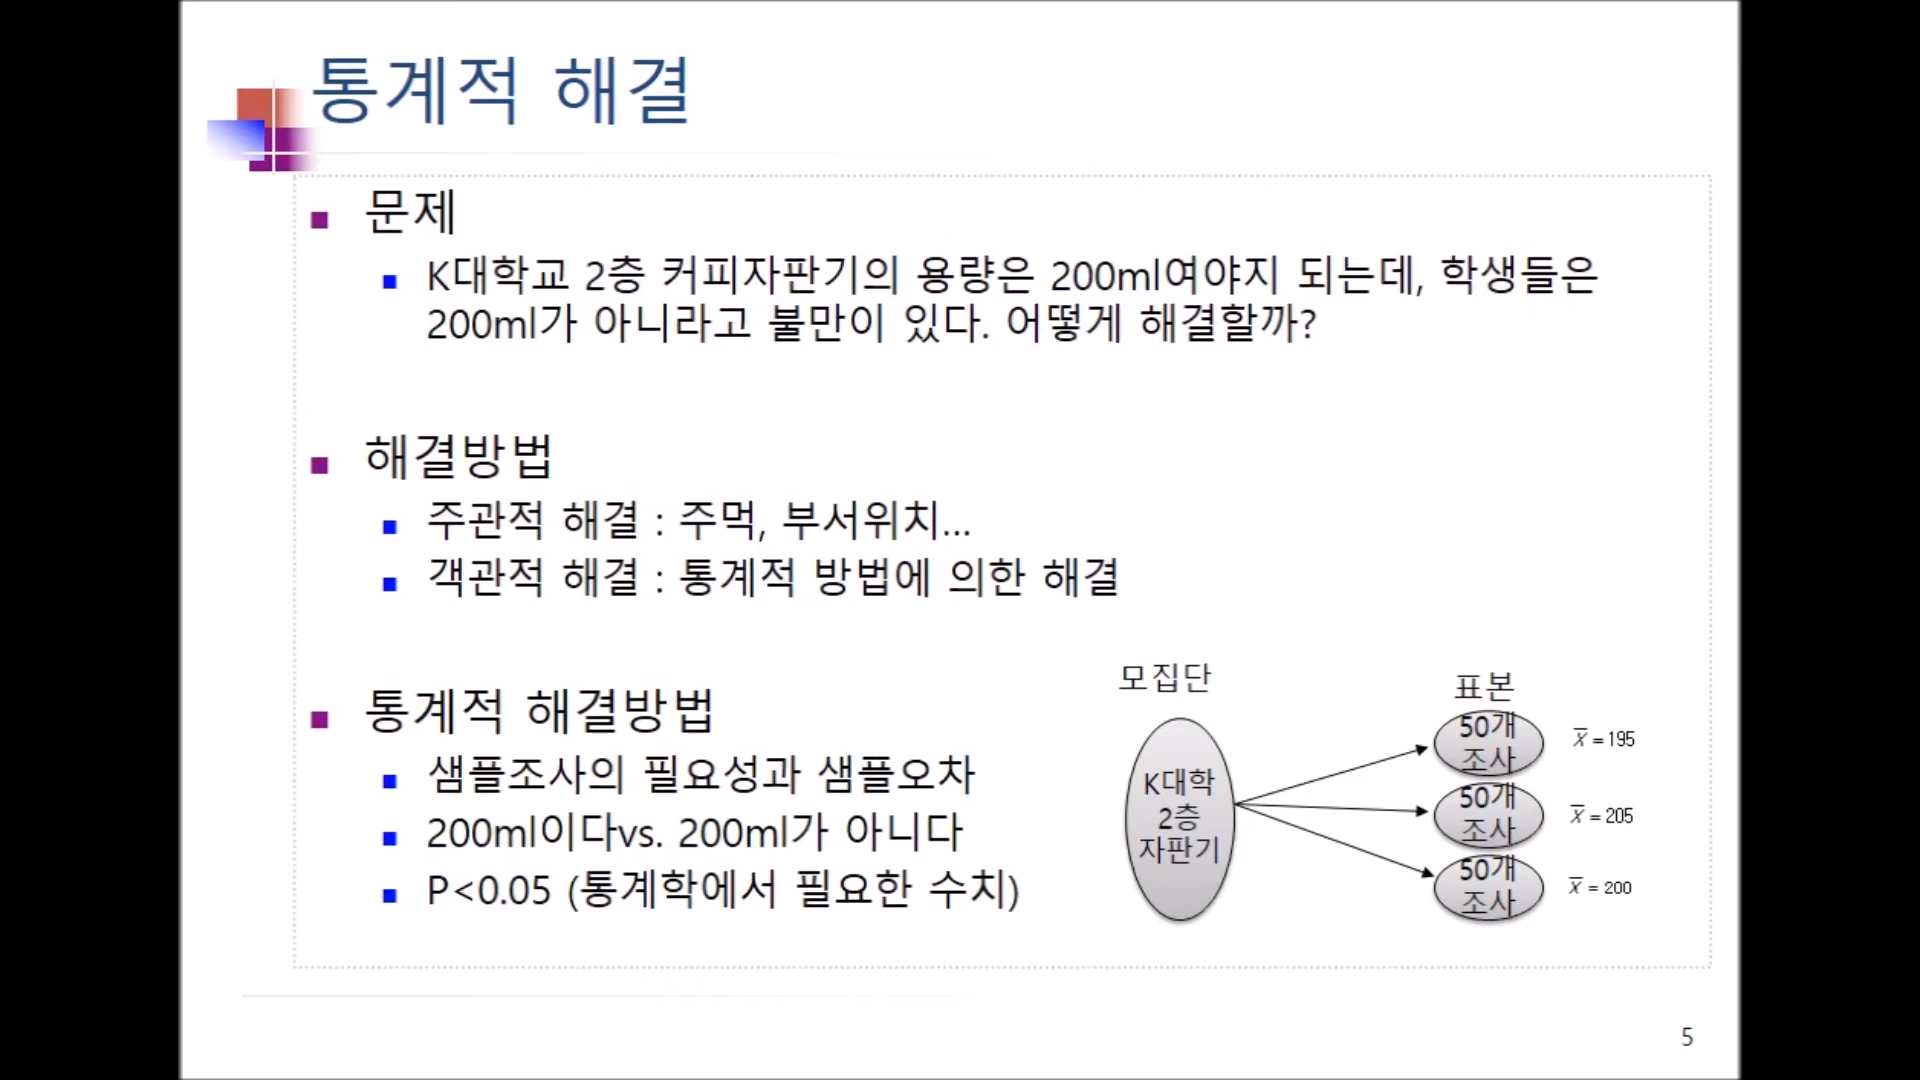 통계적 해결
문제
K대학교 2층 커피자판기의 용량은 200ml여야지 되는데, 학생들은
200ml가 아니라고 불만이 있다. 어떻게 해결할까?
해결방법
주관적 해결 : 주먹, 부서위치...
객관적 해결 : 통계적 방법에 의한 해결
통계적 해결방법
샘플조사의 필요성과 샘플오차
200ml이다vs. 200ml가 아니다
P<0.05 (통계학에서 필요한 수치)
모집단
K대학
2층
자판기
표본
50개
조사
x̅ = 195
50개
조사
x̅ = 205
50개
조사
x̅ = 200
5